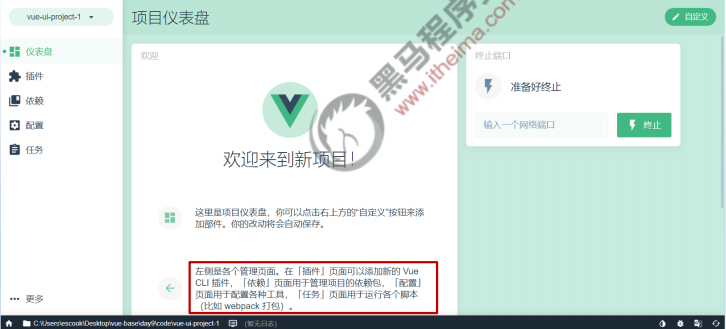 vue-ui-project-1
项目仪表盘
自定义
仪表盘
插件
依赖
配置
任务
更多
欢迎
欢迎来到新项目!
这里是项目仪表盘，你可以点击右上方的“自定义”按钮来添
加部件。你的改动将会自动保存。
左侧是各个管理页面。在「插件」页面可以添加新的 Vue
CLI 插件，「依赖」页面用于管理项目的依赖包，「配置」
页面用于配置各种工具，「任务」页面用于运行各个脚本
（比如 webpack 打包）。
终止端口
准备好终止
输入一个网络端口
终止
黑马程序
www.itheima.com
C:\Users\escook\Desktop\vue-base\day9\code\vue-ui-project-1
(暂无日志)